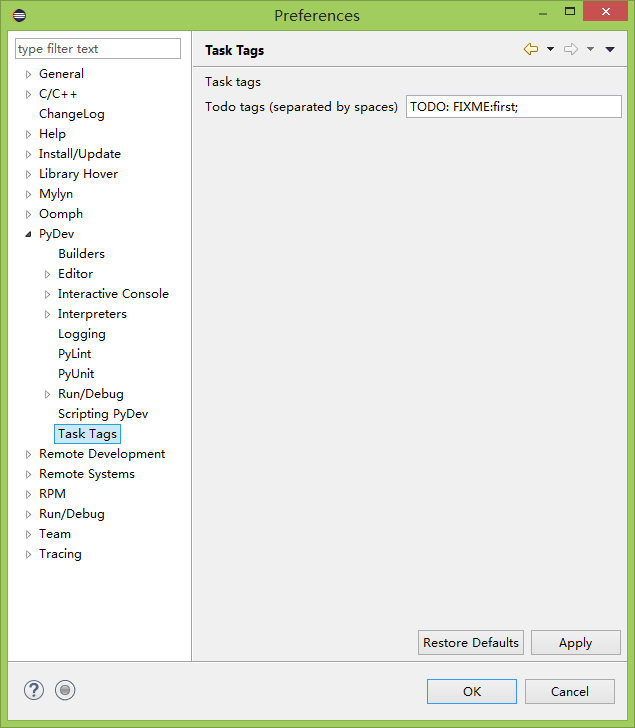 Preferences
type filter text
General
C/C++
ChangeLog
Help
Install/Update
Library Hover
Mylyn
Oomph
PyDev
Builders
Editor
Interactive Console
Interpreters
Logging
PyLint
PyUnit
Run/Debug
Scripting PyDev
Task Tags
Remote Development
Remote Systems
RPM
Run/Debug
Team
Tracing
Task Tags
Task tags
Todo tags (separated by spaces) TODO: FIXME:first;
Restore Defaults Apply
? OK Cancel